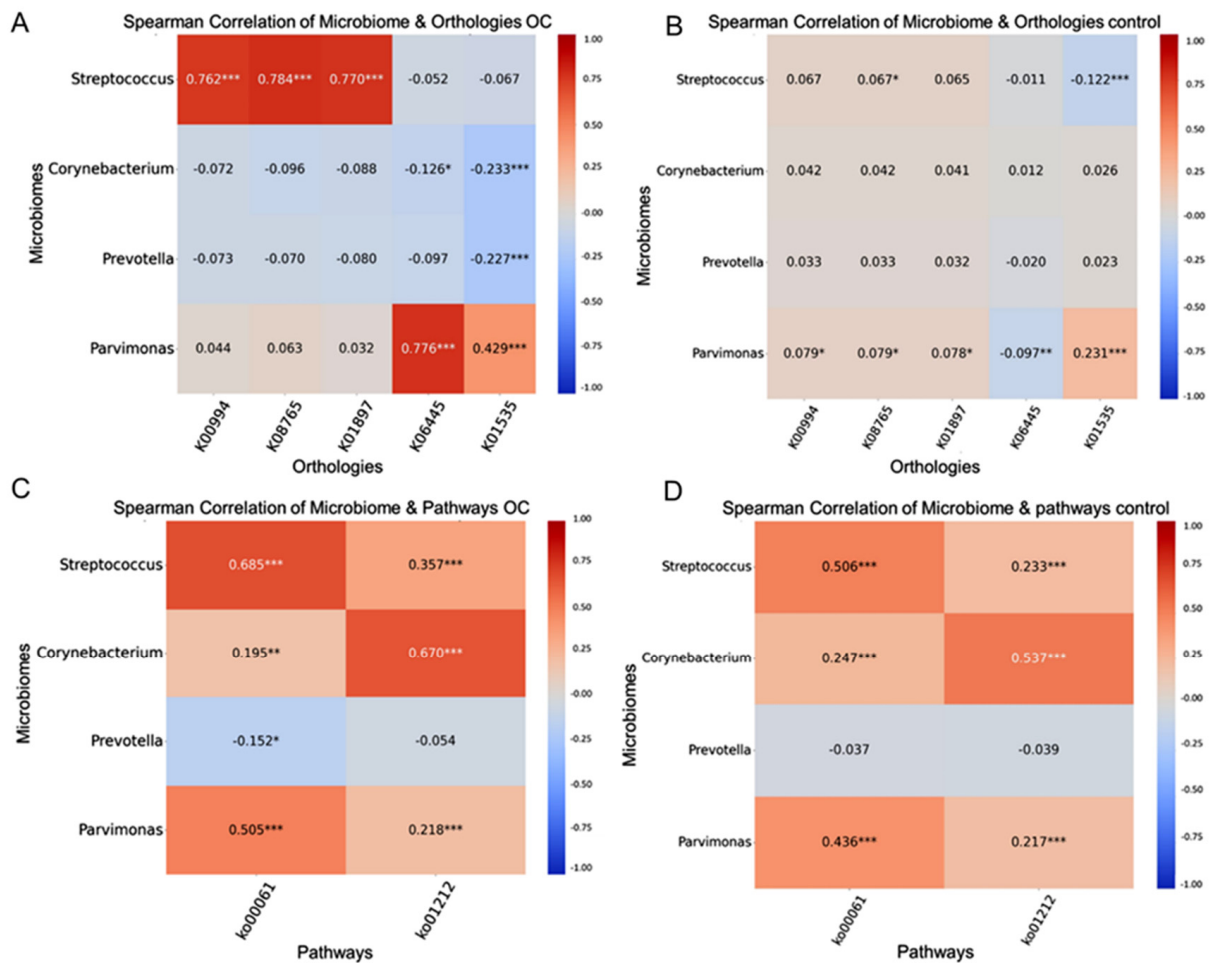 A
Spearman Correlation of Microbiome & Orthologies OC
Microbiomes
Streptococcus
0.762*** 0.784*** 0.770*** -0.052 -0.067
Corynebacterium
-0.072 -0.096 -0.088 -0.126* -0.233***
Prevotella
-0.073 -0.070 -0.080 -0.097 -0.227***
Parvimonas
0.044 0.063 0.032 0.776*** 0.429***
K00994 K08765 K01897 K06445 K01535
Orthologies
1.00
0.75
0.50
0.25
-0.00
-0.25
-0.50
-0.75
-1.00
B
Spearman Correlation of Microbiome & Orthologies control
Microbiomes
Streptococcus
0.067 0.067* 0.065 -0.011 -0.122***
Corynebacterium
0.042 0.042 0.041 0.012 0.026
Prevotella
0.033 0.033 0.032 -0.020 0.023
Parvimonas
0.079* 0.079* 0.078* -0.097** 0.231***
K00994 K08765 K01897 K06445 K01535
Orthologies
1.00
0.75
0.50
0.25
-0.00
-0.25
-0.50
-0.75
-1.00
C
Spearman Correlation of Microbiome & Pathways OC
Microbiomes
Streptococcus
0.685*** 0.357***
Corynebacterium
0.195** 0.670***
Prevotella
-0.152* -0.054
Parvimonas
0.505*** 0.218***
ko00061 ko01212
Pathways
1.00
0.75
0.50
0.25
-0.00
-0.25
-0.50
-0.75
-1.00
D
Spearman Correlation of Microbiome & pathways control
Microbiomes
Streptococcus
0.506*** 0.233***
Corynebacterium
0.247*** 0.537***
Prevotella
-0.037 -0.039
Parvimonas
0.436*** 0.217***
ko00061 ko01212
Pathways
1.00
0.75
0.50
0.25
-0.00
-0.25
-0.50
-0.75
-1.00